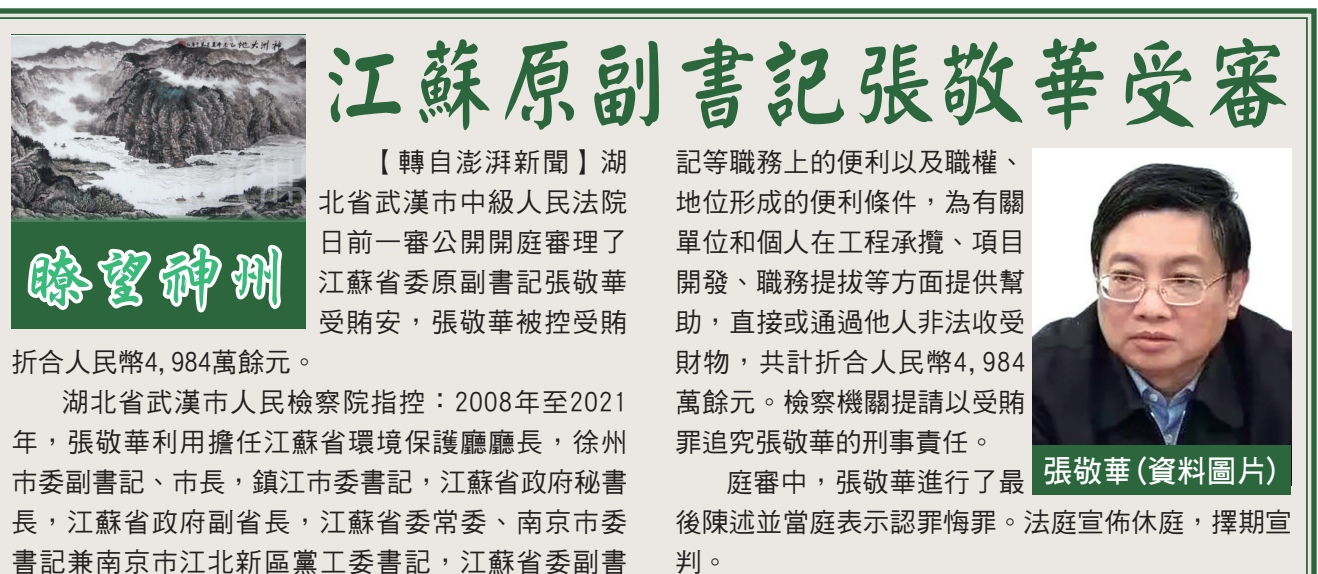 神洲大地
江蘇原副書記張敬華受審
瞭望神州
【轉自澎湃新聞】湖
北省武漢市中級人民法院
日前一審公開開庭審理了
江蘇省委原副書記張敬華
受賄安，張敬華被控受賄
折合人民幣4,984萬餘元。
湖北省武漢市人民檢察院指控：2008年至2021
年，張敬華利用擔任江蘇省環境保護廳廳長，徐州
市委副書記、市長，鎮江市委書記，江蘇省政府秘書
長，江蘇省政府副省長，江蘇省委常委、南京市委
書記兼南京市江北新區黨工委書記，江蘇省委副書
記等職務上的便利以及職權、
地位形成的便利條件，為有關
單位和個人在工程承攬、項目
開發、職務提拔等方面提供幫
助，直接或通過他人非法收受
財物，共計折合人民幣4,984
萬餘元。檢察機關提請以受賄
罪追究張敬華的刑事責任。
庭審中，張敬華進行了最
後陳述並當庭表示認罪悔罪。法庭宣佈休庭，擇期宣
判。
張敬華(資料圖片)